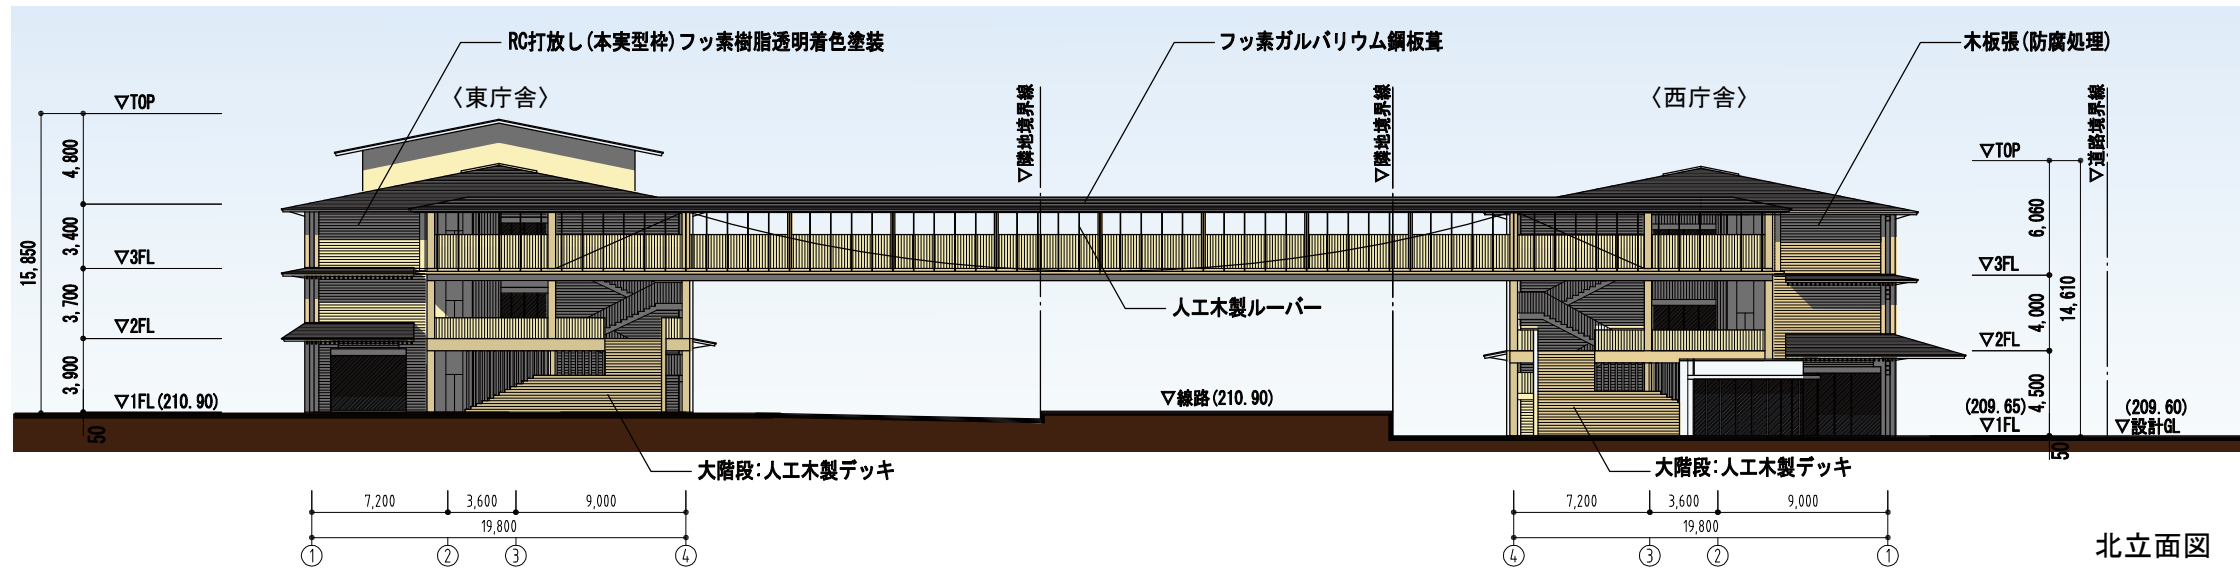 RC打放し(本実型枠)フッ素樹脂透明着色塗装
フッ素ガルバリウム鋼板葺
木板張(防腐処理)
〈東庁舎〉
〈西庁舎〉
▽隣地境界線
▽隣地境界線
▽道路境界線
▽TOP
4,800
3,400
▽3FL
15,850
3,700
▽2FL
3,900
▽1FL(210.90)
50
人工木製ルーバー
▽線路(210.90)
▽TOP
6,060
▽3FL
14,610
4,000
▽2FL
4,500
(209.65)
▽1FL
(209.60)
▽設計GL
50
大階段:人工木製デッキ
大階段:人工木製デッキ
7,200
3,600
9,000
19,800
1
2
3
4
7,200
3,600
9,000
19,800
4
3
2
1
北立面図